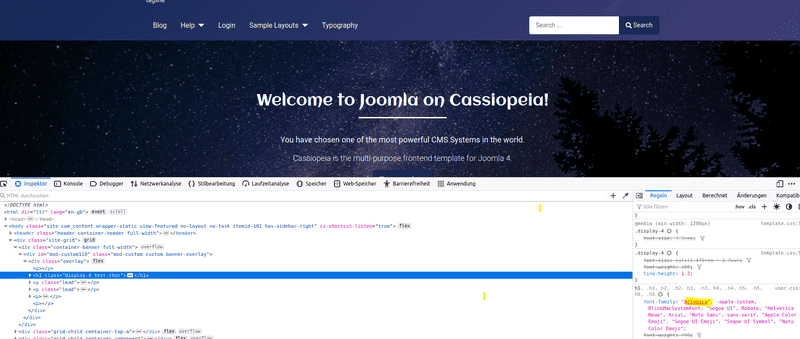 tagline
Blog Help Login Sample Layouts Typography
Search ... Search
Welcome to Joomla on Cassiopeia!
You have chosen one of the most powerful CMS Systems in the world.
Cassiopeia is the multi-purpose frontend template for Joomla 4.
Inspektor Konsole Debugger Netzwerkanalyse Stilbearbeitung Laufzeitanalyse Speicher Web-Speicher Barrierefreiheit Anwendung
HTML durchsuchen
<!DOCTYPE html>
<html dir="ltr" lang="en-gb"> event scroll
<head> </head>
<body class="site com_content wrapper-static view-featured no-layout no-task itemid-101 has-sidebar-right" cz-shortcut-listen="true">
<header class="header container-header full-width"> </header>
<div class="site-grid"> grid
<div class="container-banner full-width"> overflow
<div id="mod-custom110" class="mod-custom custom banner-overlay">
<div class="overlay"> flex
<p></p>
<h1 class="display-4 text-thin"> </h1>
<p class="lead"> </p>
<p class="lead"> </p>
<p> </p>
<p></p>
</div>
</div>
</div>
<div class="grid-child container-top-a"> </div> flex overflow
<div class="grid-child container-component"> </div>
Regeln Layout Berechnet Änderungen Kompatibil
Stile filtern :hov .cls
}
@media (min-width: 1200px) template.css:5
.display-4 {
font-size: 3.5rem;
}
.display-4 { template.css:5
font-size: calc(1.475rem + 2.7vw);
font-weight: 300;
line-height: 1.2;
}
h1, .h1, h2, .h2, h3, .h3, h4, .h4, h5, .h5, user.css:
h6, .h6 {
font-family: -apple-system,
BlinkMacSystemFont, "Segoe UI", Roboto, "Helvetica
Neue", Arial, "Noto Sans", sans-serif, "Apple Color
Emoji", "Segoe UI Emoji", "Segoe UI Symbol", "Noto
Color Emoji";
font-weight: 700;